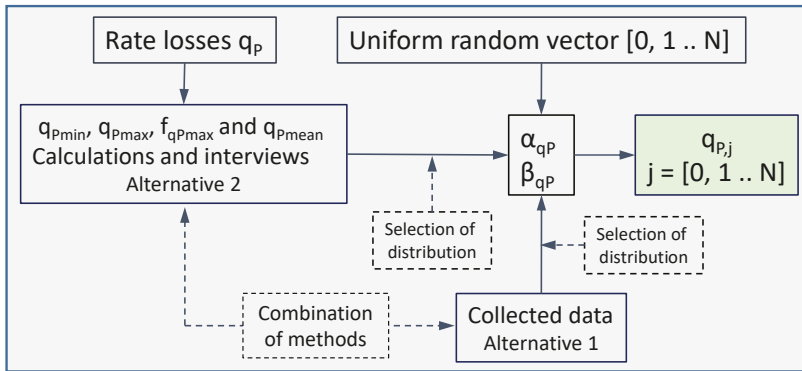 Rate losses qₚ
Uniform random vector [0, 1 .. N]
q_Pmin, q_Pmax, f_qPmax and q_Pmean
Calculations and interviews
Alternative 2
α_qP
β_qP
q_P,j
j = [0, 1 .. N]
Selection of
distribution
Selection of
distribution
Combination
of methods
Collected data
Alternative 1